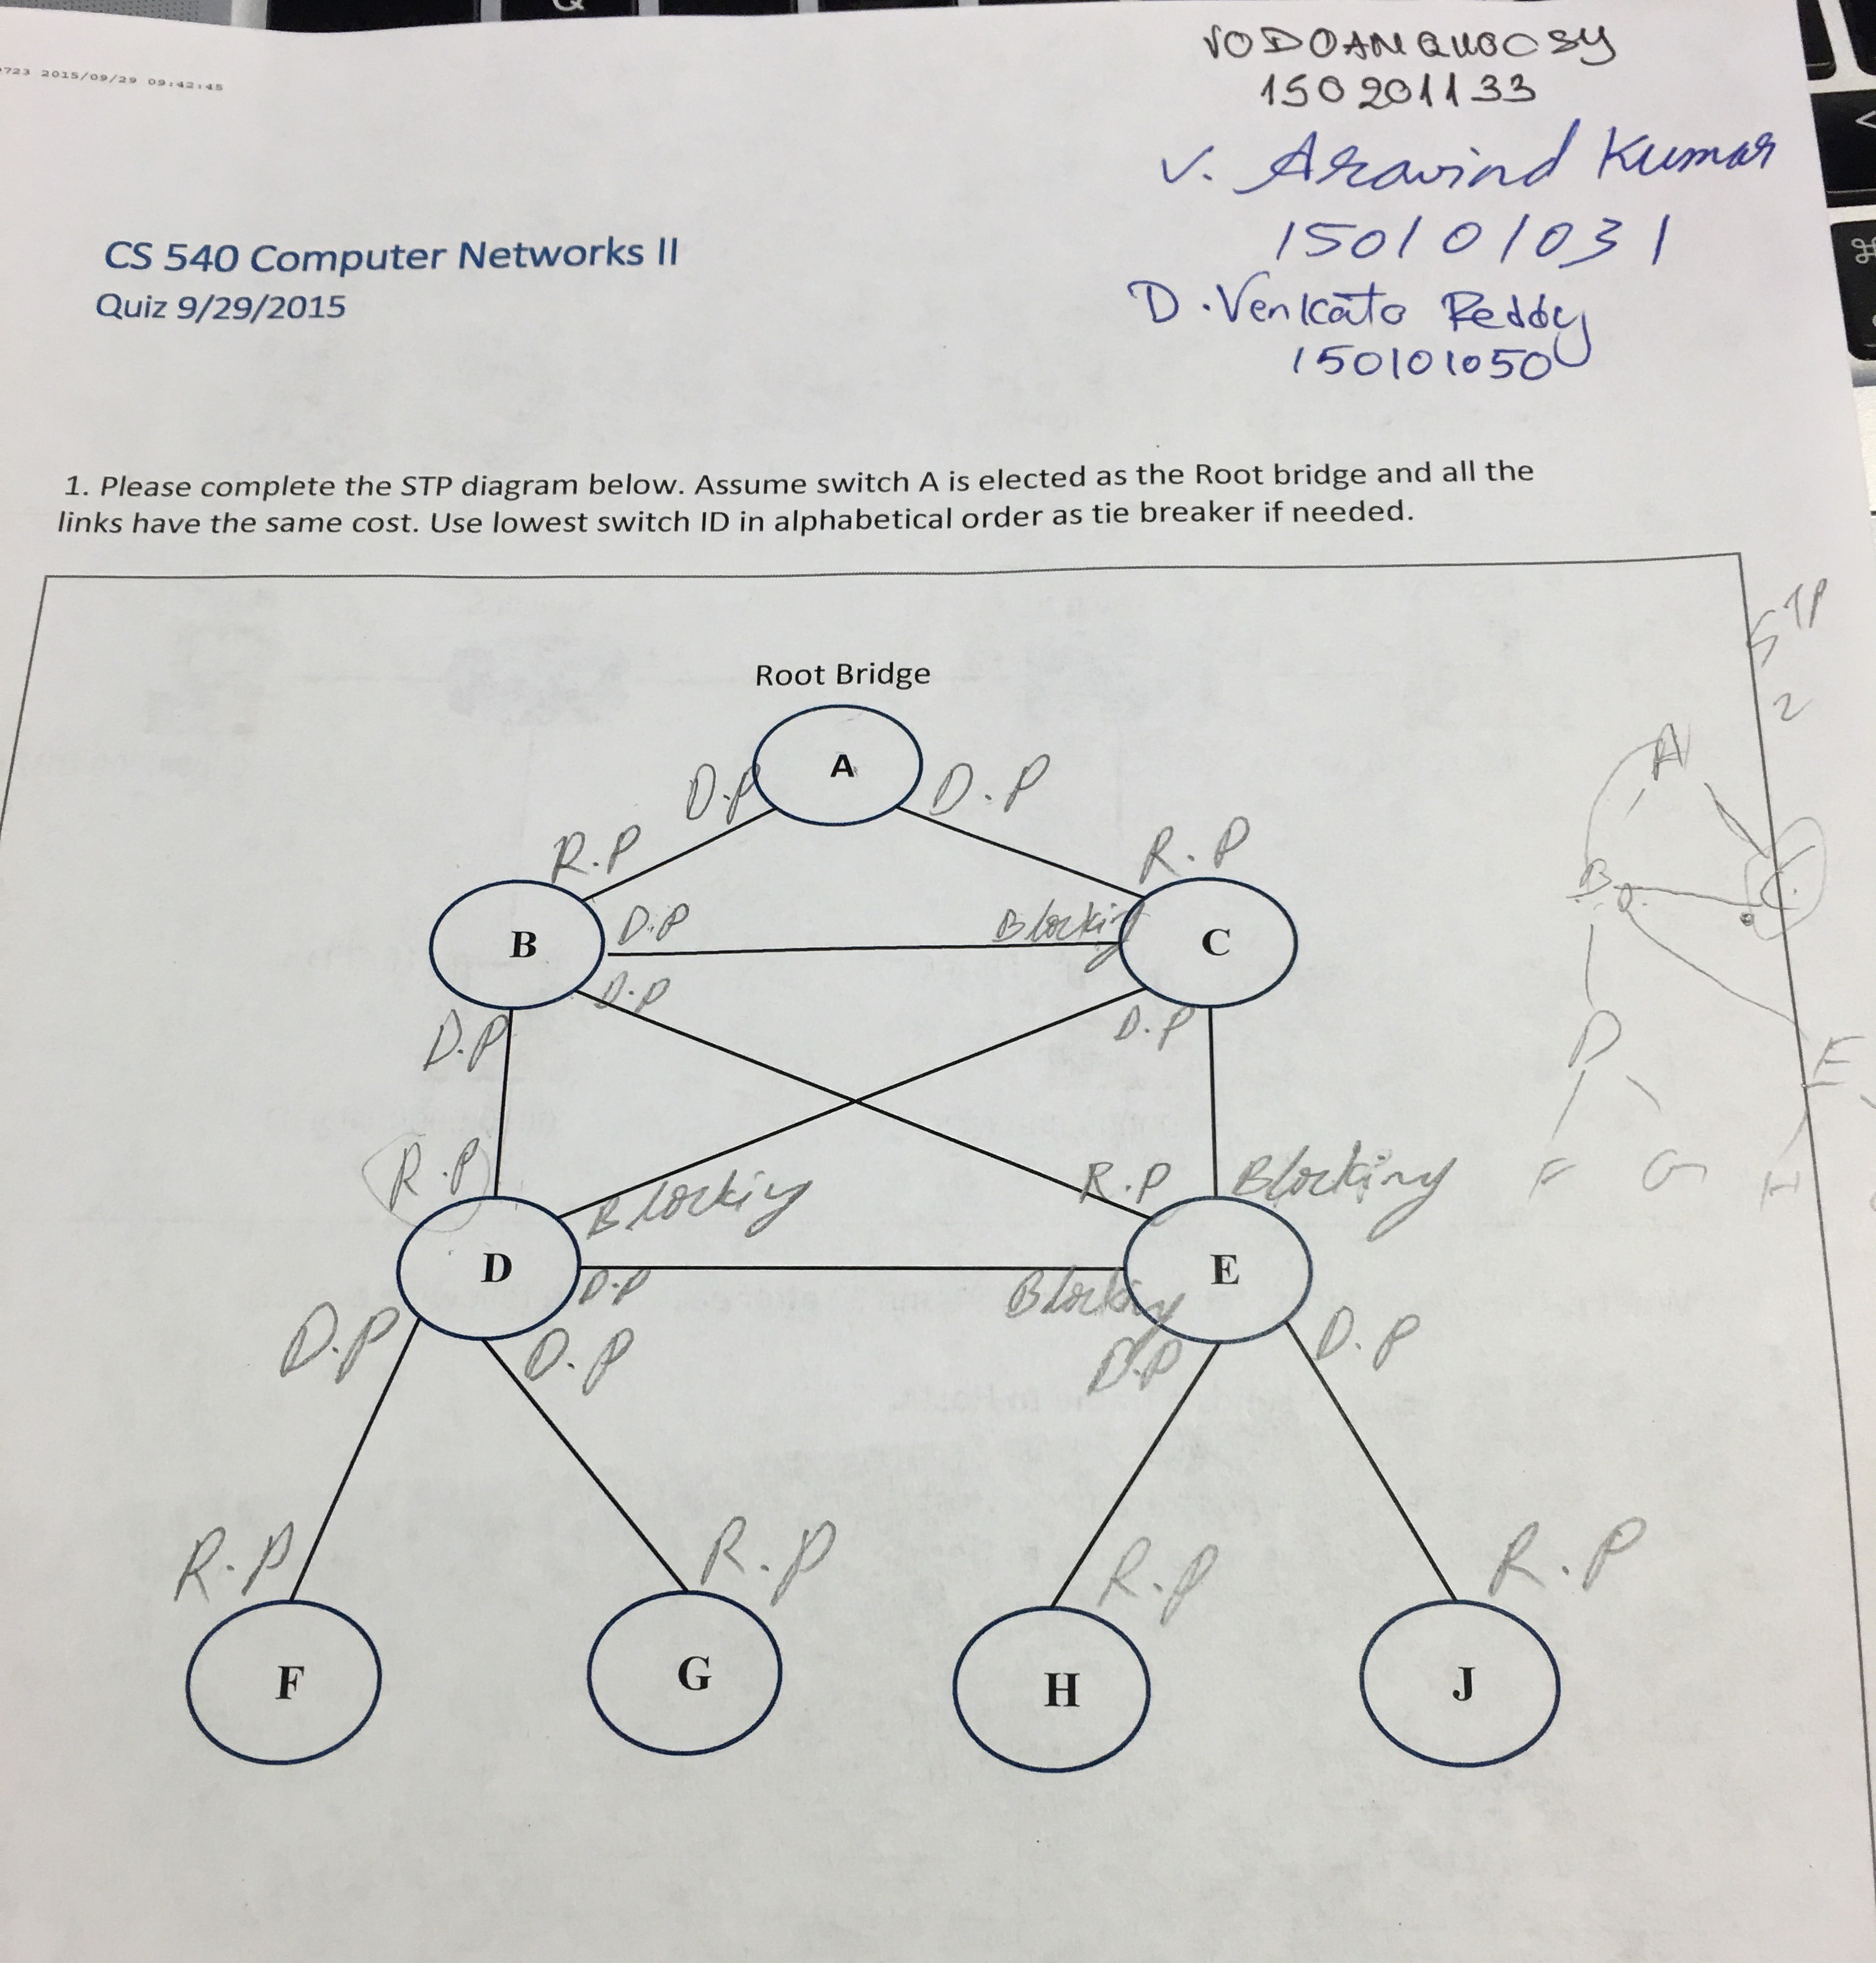 723 2015/09/29 09:42:45
VODOANQUOCSY
150201133
V. Aravind Kumar
150101031
D. Venkata Reddy
150101050
CS 540 Computer Networks II
Quiz 9/29/2015
1. Please complete the STP diagram below. Assume switch A is elected as the Root bridge and all the
links have the same cost. Use lowest switch ID in alphabetical order as tie breaker if needed.
STP
2
Root Bridge
A
D.P
A
D.P
R.P
R.P
B
D.P
Blocking
C
B
C
D.P
D.P
D.P
D
E
R.P
Blocking
R.P
Blocking
F
G
H
D
D.P
Blocking
E
D.P
D.P
D.P
D.P
R.P
R.P
R.P
R.P
F
G
H
J